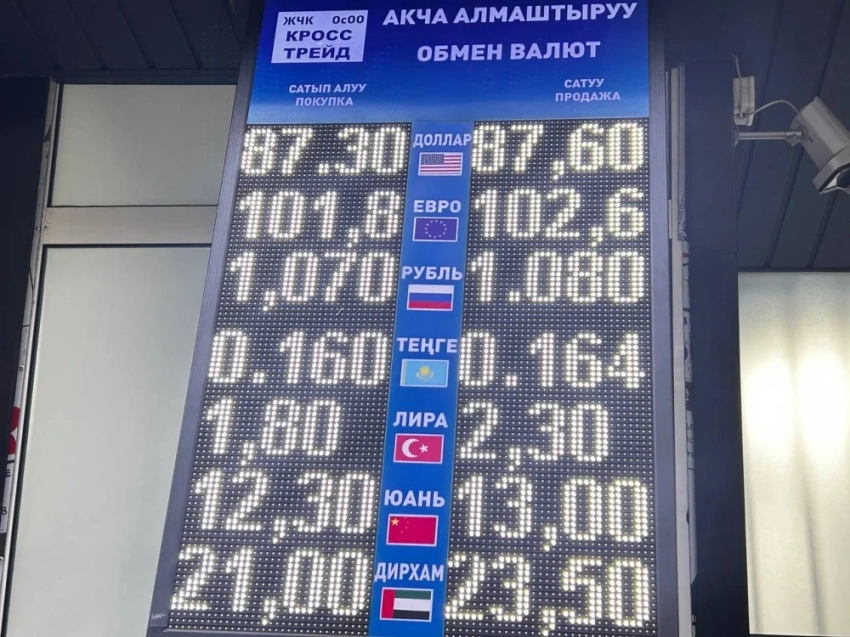 ЖЧК ОсОО
КРОСС
ТРЕЙД
АКЧА АЛМАШТЫРУУ
ОБМЕН ВАЛЮТ
САТЫП АЛУУ
ПОКУПКА
САТУУ
ПРОДАЖА
87.30 ДОЛЛАР 87,60
101,8 ЕВРО 102,6
1,070 РУБЛЬ 1.080
0.160 ТЕҢГЕ 0.164
1,80 ЛИРА 2,30
12,30 ЮАНЬ 13,00
21,00 ДИРХАМ 23,50